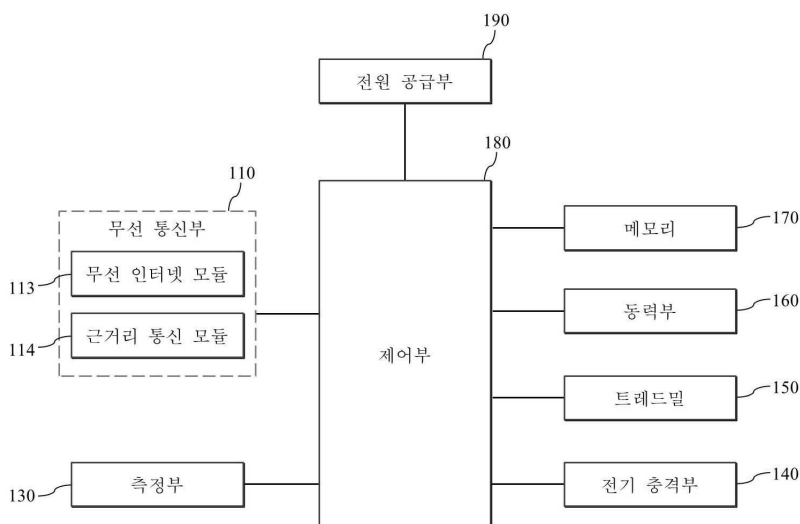 190
전원 공급부
180
110
무선 통신부
113
무선 인터넷 모듈
114
근거리 통신 모듈
130
측정부
제어부
메모리
170
동력부
160
트레드밀
150
전기 충격부
140